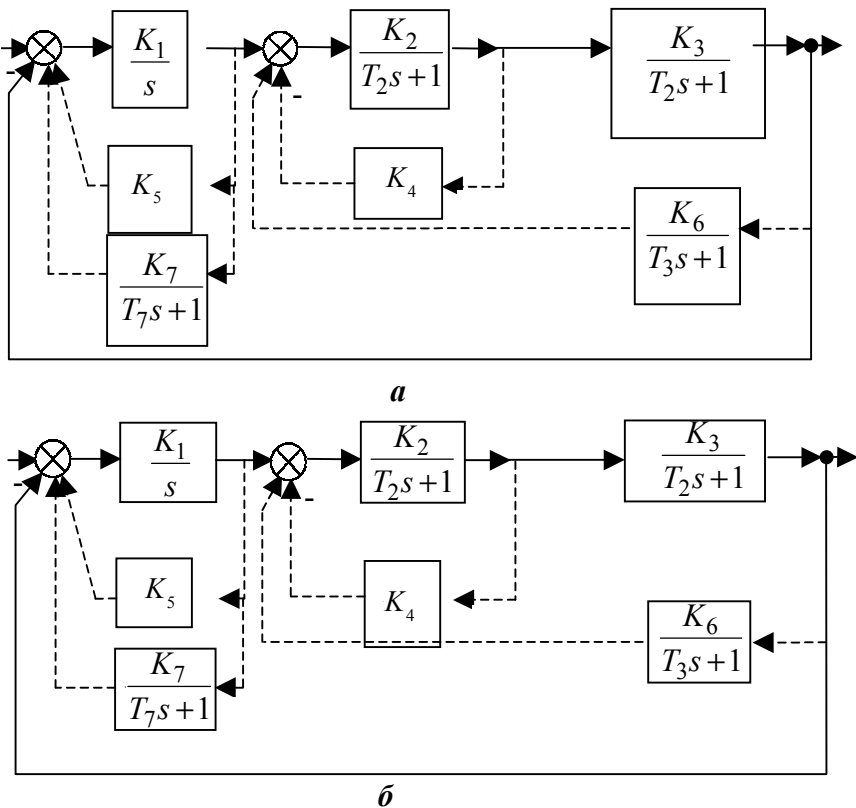 K₁ K₂ K₃
s T₂s+1 T₂s+1
-
-
K₅ K₄
K₆
T₃s+1
K₇
T₇s+1
а
K₁ K₂ K₃
s T₂s+1 T₂s+1
-
-
K₅ K₄
K₆
T₃s+1
K₇
T₇s+1
б